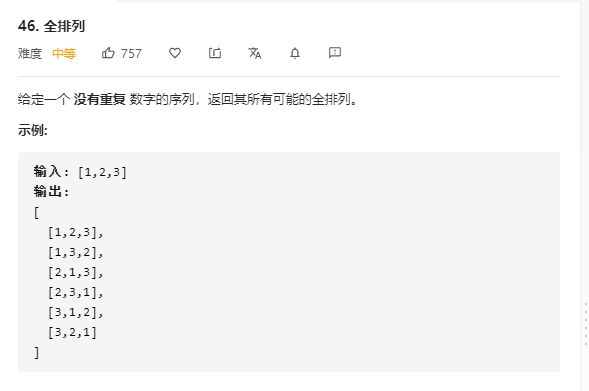 46. 全排列
难度 中等 757
给定一个 没有重复 数字的序列，返回其所有可能的全排列。
示例:
输入: [1,2,3]
输出:
[
[1,2,3],
[1,3,2],
[2,1,3],
[2,3,1],
[3,1,2],
[3,2,1]
]